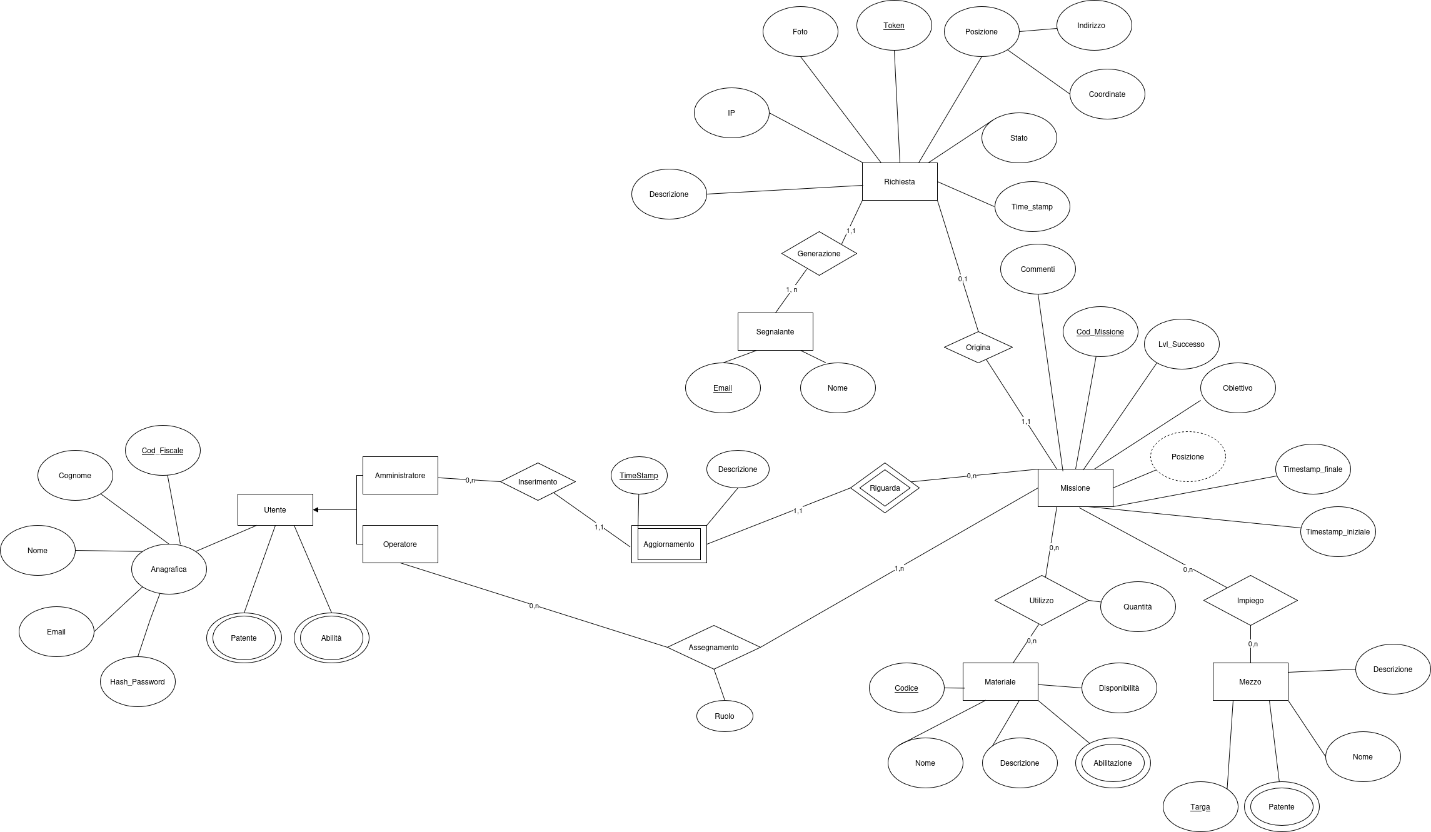 Foto
Token
Posizione
Indirizzo
Coordinate
IP
Stato
Descrizione
Richiesta
Time_stamp
1,1
Generazione
1, n
Segnalante
Email
Nome
0,1
Origina
1,1
Commenti
Cod_Missione
Lvl_Successo
Obiettivo
Posizione
Timestamp_finale
Timestamp_iniziale
Missione
Cod_Fiscale
Cognome
Nome
Anagrafica
Email
Hash_Password
Utente
Patente
Abilità
Amministratore
Operatore
0,n
Inserimento
1,1
TimeStamp
Descrizione
Aggiornamento
1,1
Riguarda
0,n
0,n
Assegnamento
1,n
Ruolo
0,n
Utilizzo
Quantità
0,n
0,n
Impiego
0,n
Codice
Materiale
Disponibilità
Nome
Descrizione
Abilitazione
Mezzo
Descrizione
Nome
Targa
Patente